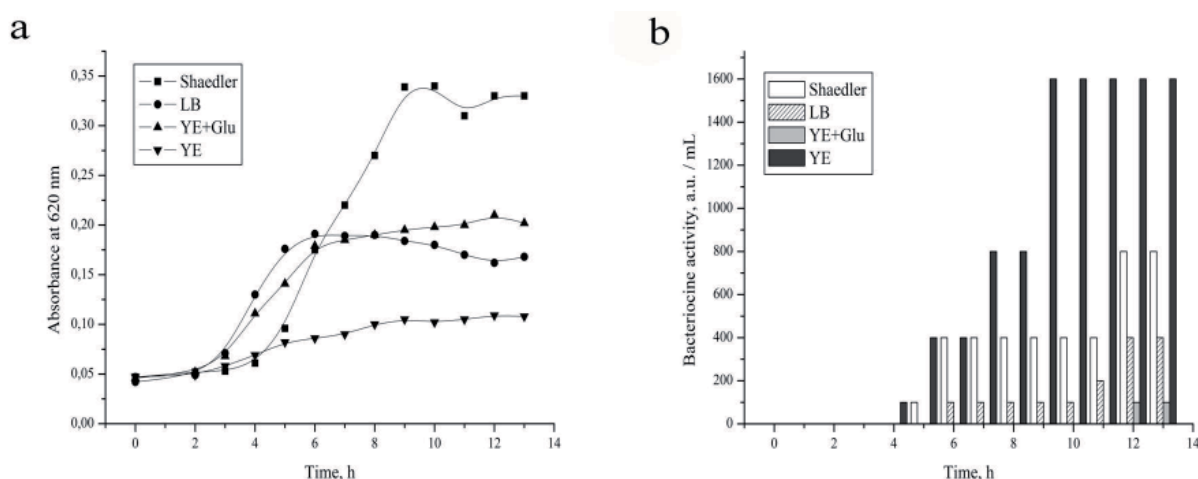 a
Absorbance at 620 nm
0,35
0,30
0,25
0,20
0,15
0,10
0,05
0,00
Shaedler
LB
YE+Glu
YE
0 2 4 6 8 10 12 14
Time, h
b
Bacteriocine activity, a.u. / mL
1600
1400
1200
1000
800
600
400
200
0
Shaedler
LB
YE+Glu
YE
0 2 4 6 8 10 12 14
Time, h